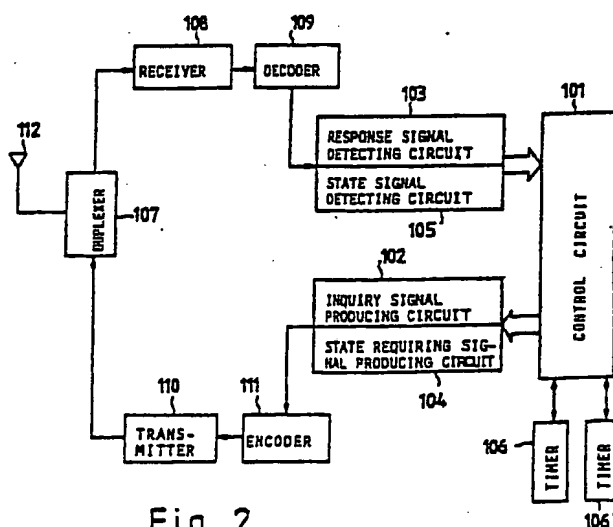 108
109
RECEIVER
DECODER
103
101
RESPONSE SIGNAL
DETECTING CIRCUIT
STATE SIGNAL
DETECTING CIRCUIT
105
112
DUPLEXER
107
CONTROL CIRCUIT
102
INQUIRY SIGNAL
PRODUCING CIRCUIT
STATE REQUIRING SIG-
NAL PRODUCING CIRCUIT
104
110
111
TRANS-
MITTER
ENCODER
106
TIMER
TIMER
106
Fig. 2